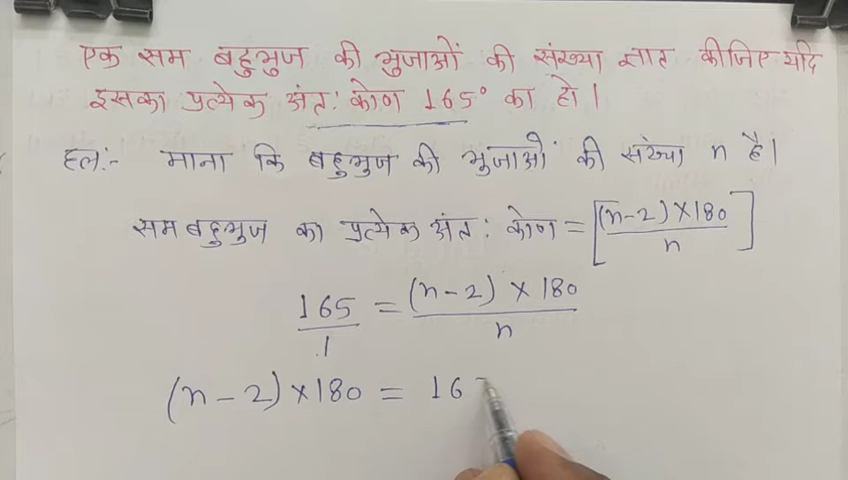 एक सम बहुभुज की भुजाओं की संख्या ज्ञात कीजिए यदि
इसका प्रत्येक अंत: कोण 165° का हो।
हल:- माना कि बहुभुज की भुजाओं की संख्या n है।
सम बहुभुज का प्रत्येक अंत: कोण = [(n-2)×180/n]
165/1 = (n-2)×180/n
(n-2)×180 = 16